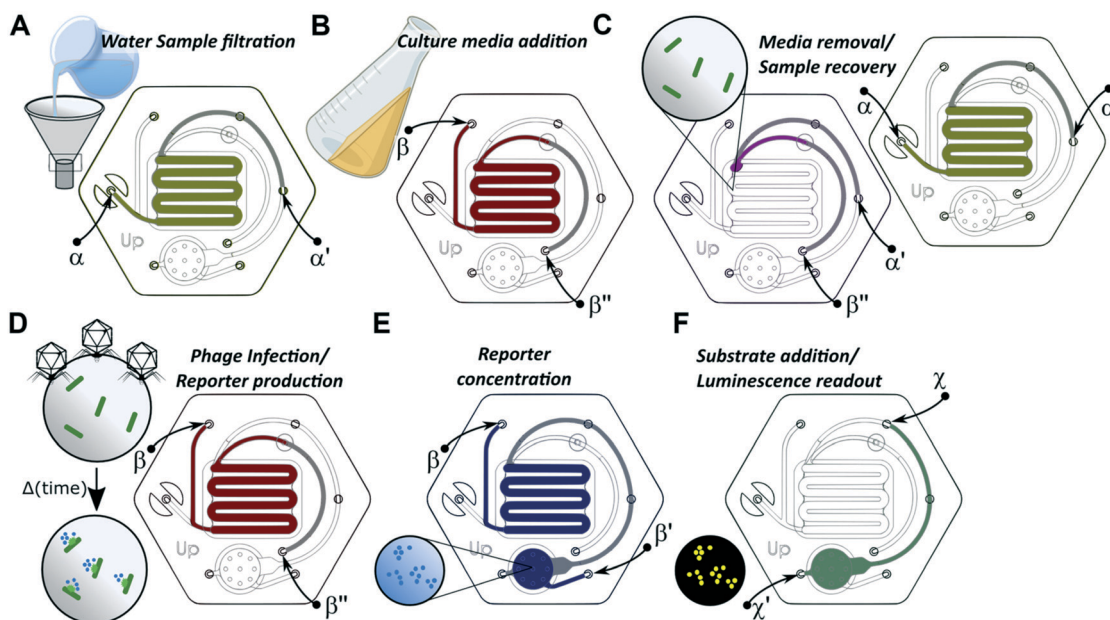 A
Water Sample filtration
α
α'
Up
B
Culture media addition
β
β"
Up
C
Media removal/
Sample recovery
α'
β"
Up
α
α
Up
D
Phage Infection/
Reporter production
Δ(time)
β
β"
Up
E
Reporter
concentration
β
β'
Up
F
Substrate addition/
Luminescence readout
χ
χ'
Up